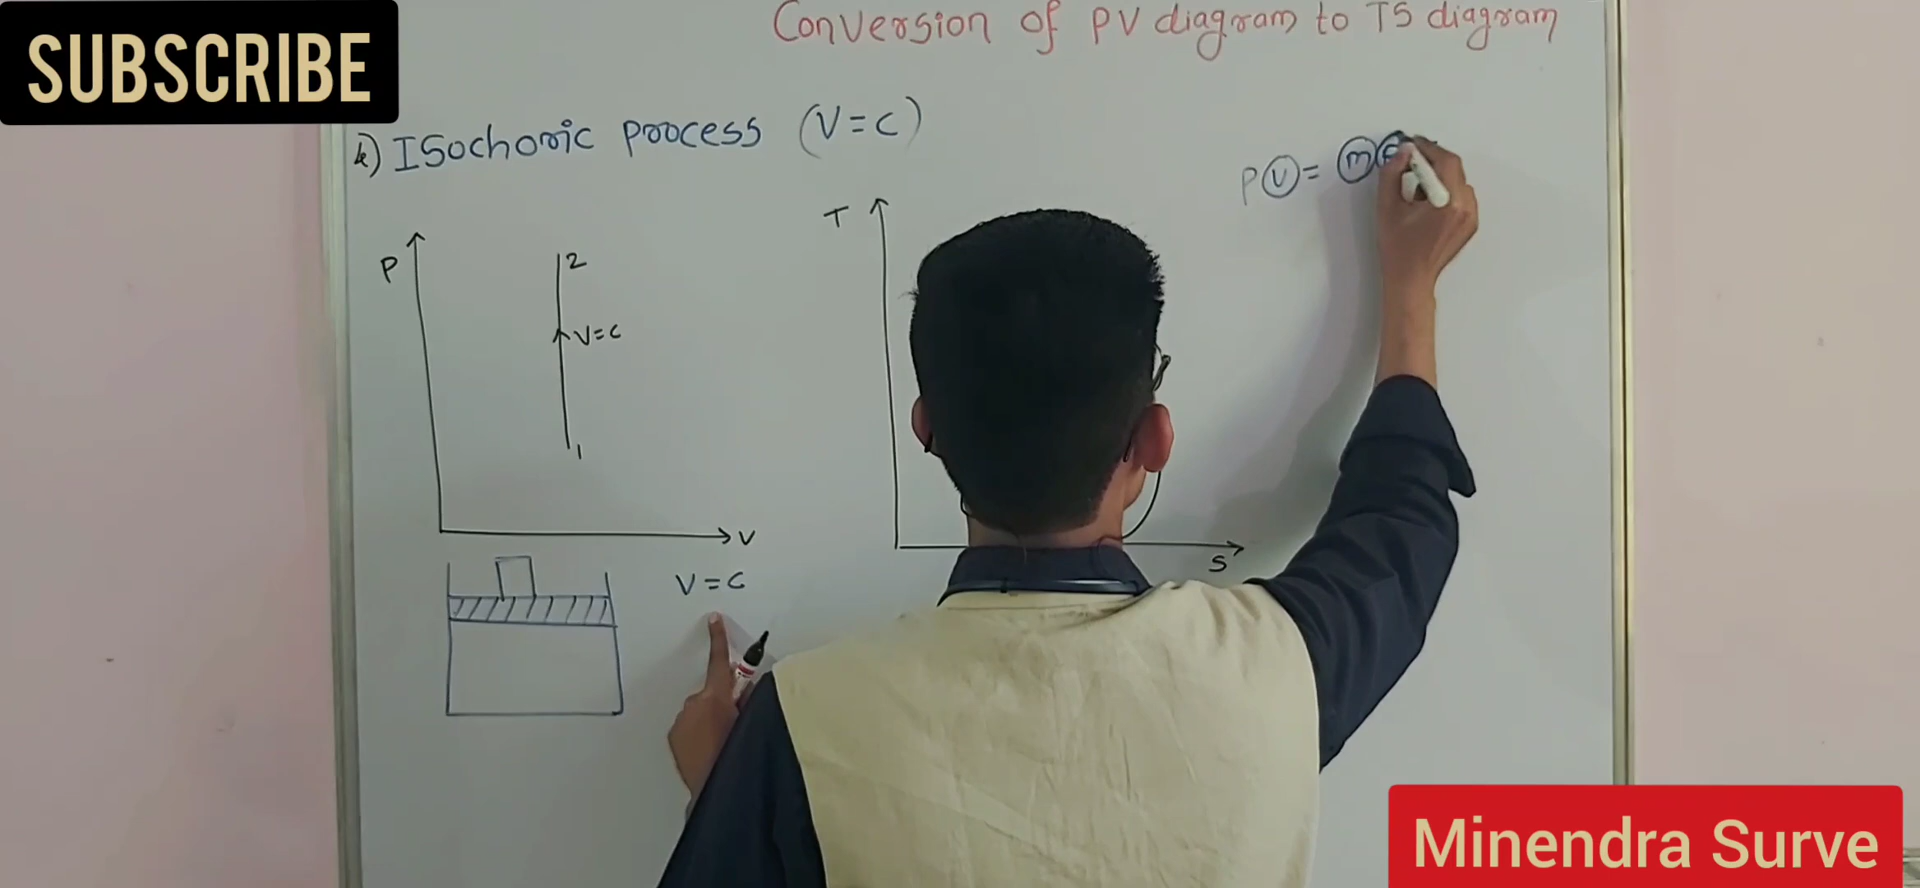 SUBSCRIBE
Conversion of PV diagram to TS diagram
Isochoric process (V=C)
PV = m
T
P
2
V=C
1
V
S
V=C
Minendra Surve